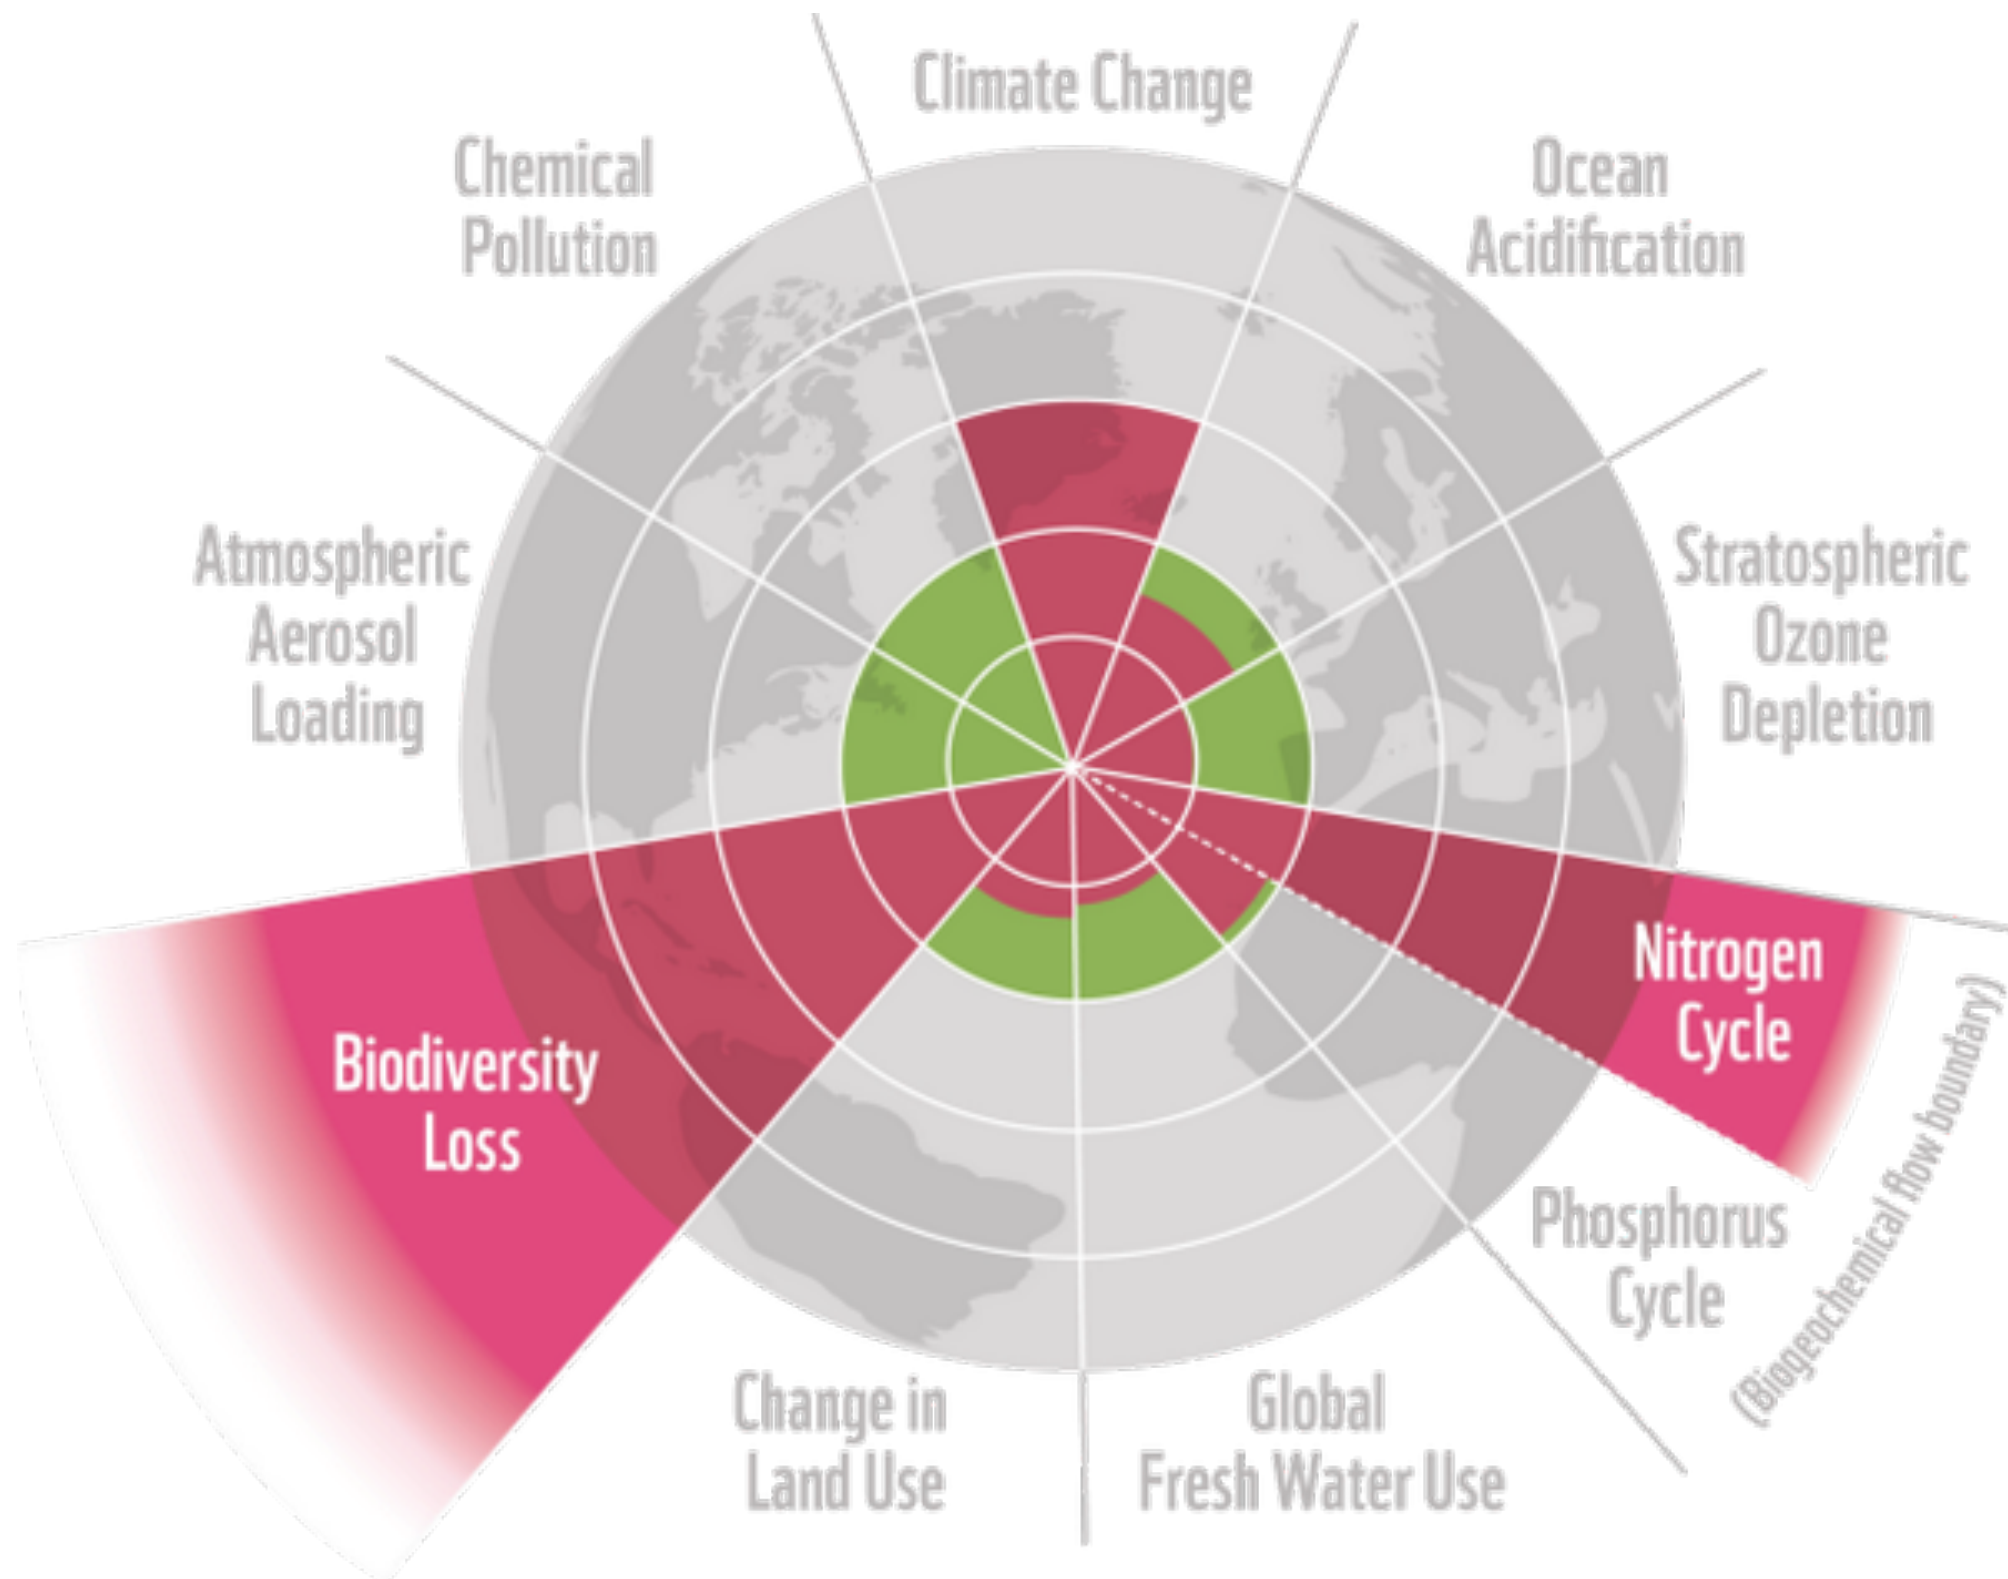 Climate Change
Ocean
Acidification
Stratospheric
Ozone
Depletion
Nitrogen
Cycle
(Biogeochemical flow boundary)
Phosphorus
Cycle
Global
Fresh Water Use
Change in
Land Use
Biodiversity
Loss
Atmospheric
Aerosol
Loading
Chemical
Pollution